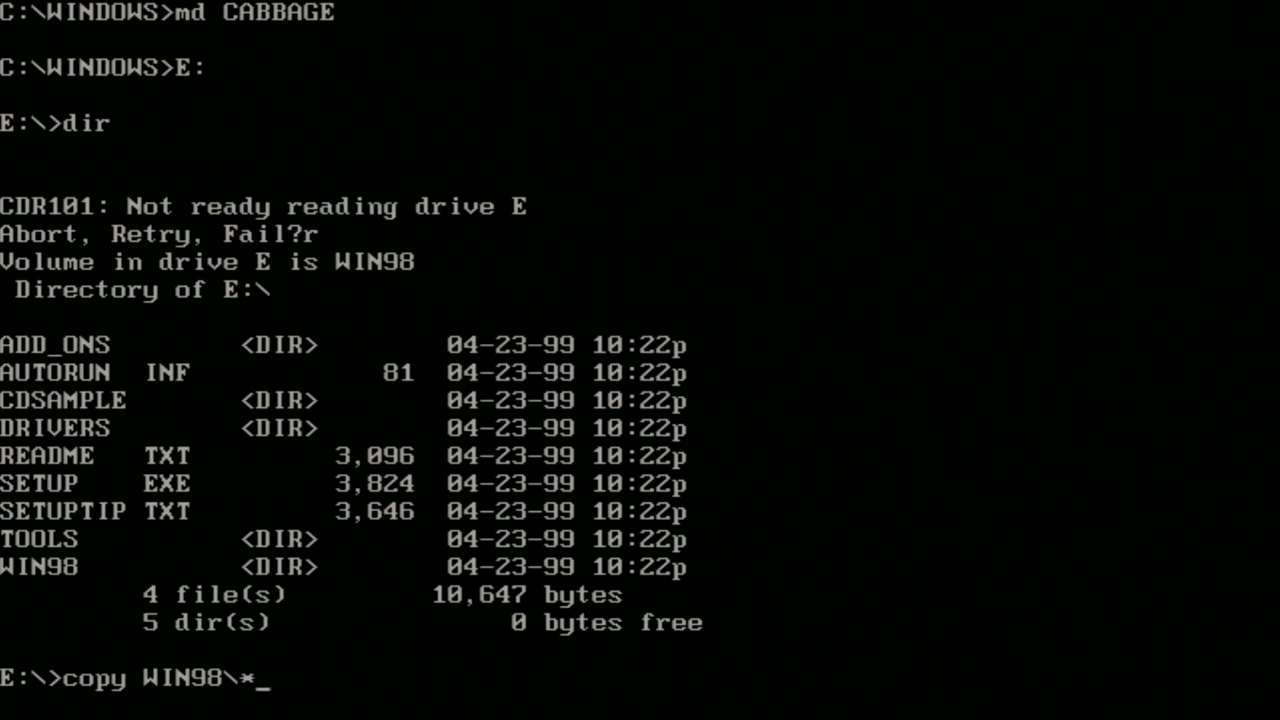 C:\WINDOWS>md CABBAGE
C:\WINDOWS>E:
E:\>dir
CDR101: Not ready reading drive E
Abort, Retry, Fail?r
Volume in drive E is WIN98
Directory of E:\
ADD_ONS <DIR> 04-23-99 10:22p
AUTORUN INF 81 04-23-99 10:22p
CDSAMPLE <DIR> 04-23-99 10:22p
DRIVERS <DIR> 04-23-99 10:22p
README TXT 3,096 04-23-99 10:22p
SETUP EXE 3,824 04-23-99 10:22p
SETUPTIP TXT 3,646 04-23-99 10:22p
TOOLS <DIR> 04-23-99 10:22p
WIN98 <DIR> 04-23-99 10:22p
4 file(s) 10,647 bytes
5 dir(s) 0 bytes free
E:\>copy WIN98\*_